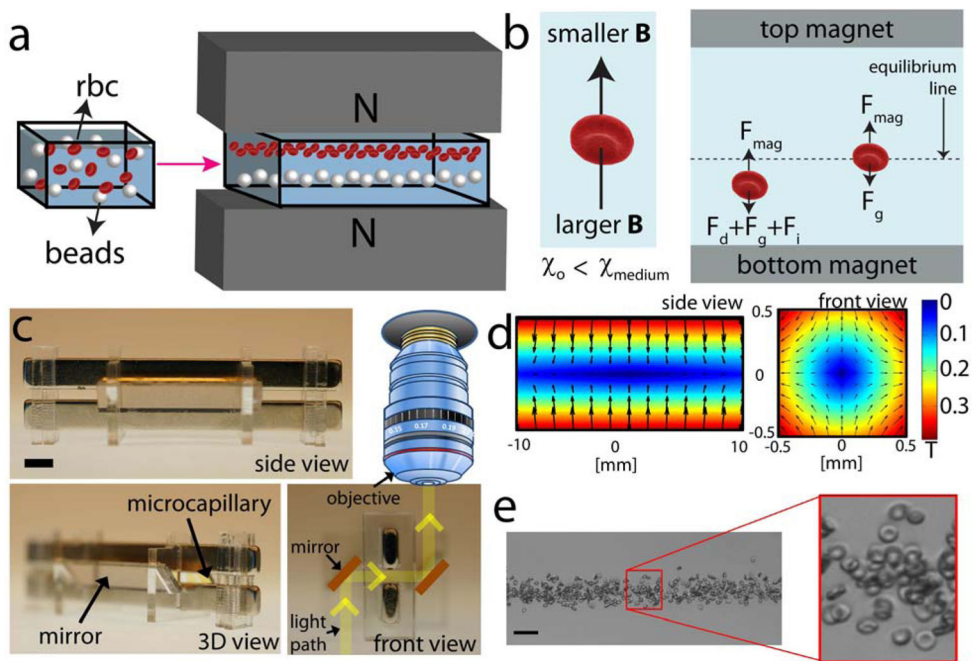 a
rbc
beads
N
N
b
smaller B
larger B
χo < χmedium
top magnet
equilibrium
line
Fmag
Fmag
Fd+Fg+Fi
Fg
bottom magnet
c
side view
microcapillary
mirror
3D view
objective
mirror
light
path
front view
0.17
d
side view
front view
0.5
0
-0.5
-10
0
10
[mm]
-0.5
0
0.5
[mm]
0
0.1
0.2
0.3
T
e